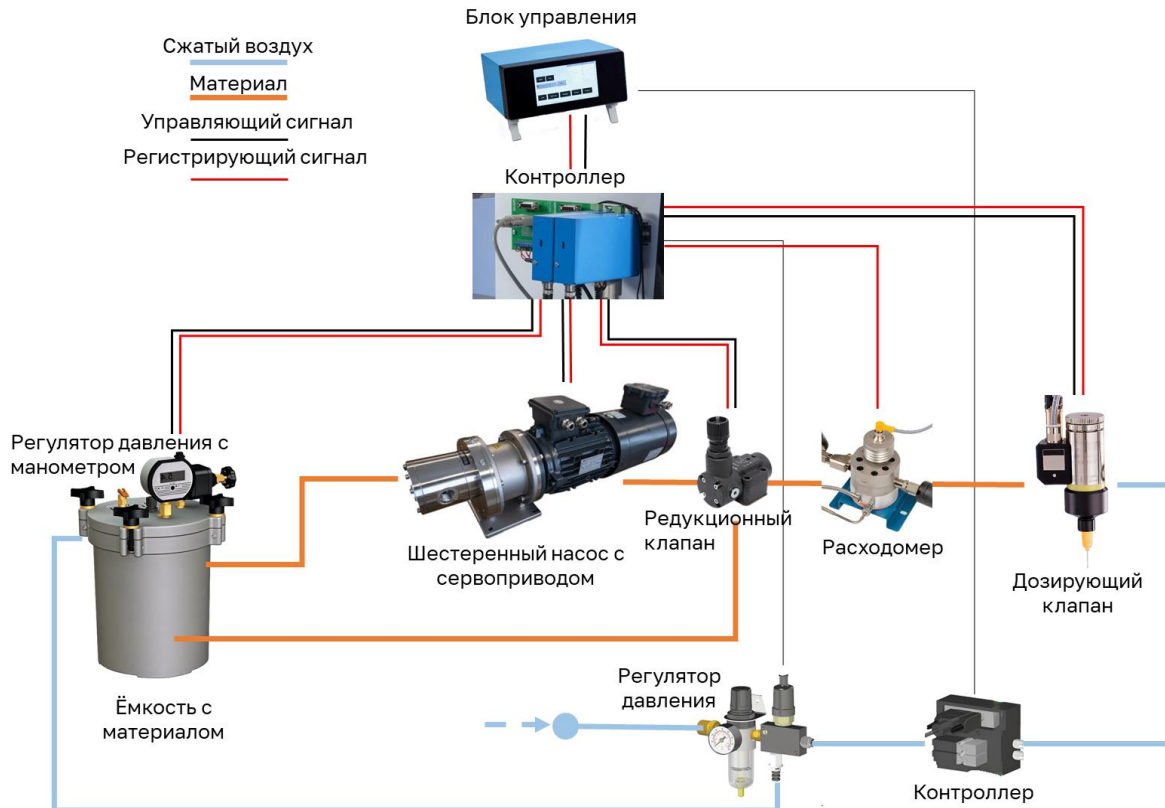 Блок управления
Сжатый воздух
Материал
Управляющий сигнал
Регистрирующий сигнал
Контроллер
Регулятор давления с
манометром
Шестеренный насос с
сервоприводом
Редукционный
клапан
Расходомер
Дозирующий
клапан
Ёмкость с
материалом
Регулятор
давления
Контроллер